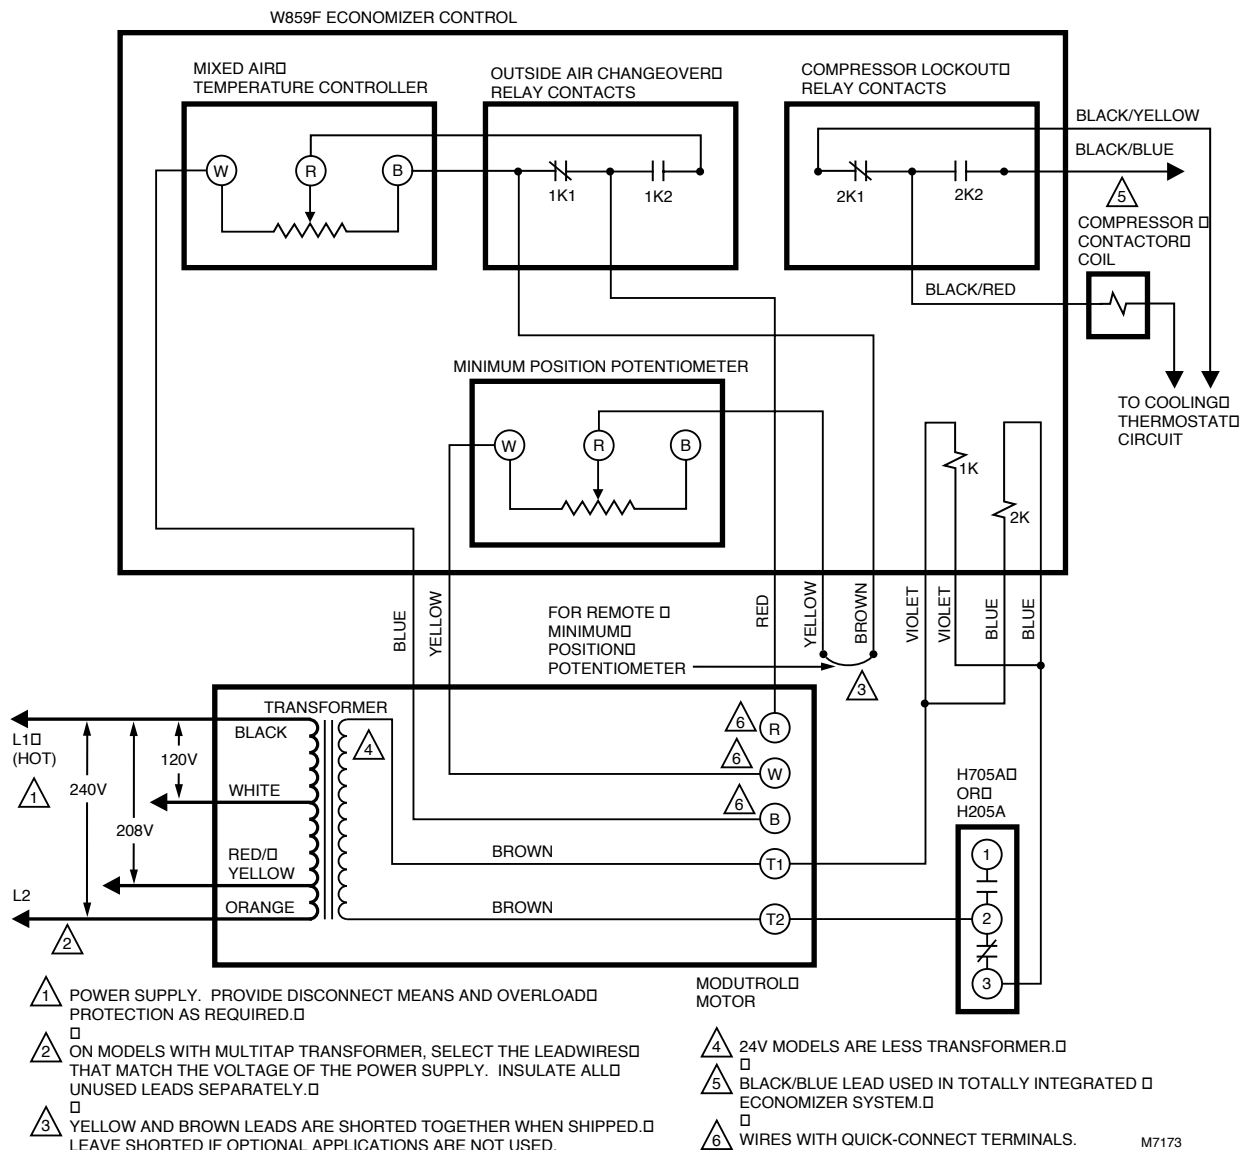 W859F ECONOMIZER CONTROL
MIXED AIR□
TEMPERATURE CONTROLLER
W
R
B
OUTSIDE AIR CHANGEOVER□
RELAY CONTACTS
1K1
1K2
COMPRESSOR LOCKOUT□
RELAY CONTACTS
2K1
2K2
BLACK/YELLOW
BLACK/BLUE
5
COMPRESSOR □
CONTACTOR□
COIL
BLACK/RED
TO COOLING□
THERMOSTAT□
CIRCUIT
MINIMUM POSITION POTENTIOMETER
W
R
B
1K
2K
BLUE
YELLOW
FOR REMOTE □
MINIMUM□
POSITION□
POTENTIOMETER
RED
YELLOW
BROWN
3
VIOLET
VIOLET
BLUE
BLUE
L1□
(HOT)
1
240V
208V
120V
L2
2
TRANSFORMER
BLACK
WHITE
RED/□
YELLOW
ORANGE
4
BROWN
BROWN
6
R
6
W
6
B
T1
T2
MODUTROL□
MOTOR
H705A□
OR□
H205A
1
2
3
1 POWER SUPPLY. PROVIDE DISCONNECT MEANS AND OVERLOAD□
PROTECTION AS REQUIRED.□
□
2 ON MODELS WITH MULTITAP TRANSFORMER, SELECT THE LEADWIRES□
THAT MATCH THE VOLTAGE OF THE POWER SUPPLY. INSULATE ALL□
UNUSED LEADS SEPARATELY.□
□
3 YELLOW AND BROWN LEADS ARE SHORTED TOGETHER WHEN SHIPPED.□
LEAVE SHORTED IF OPTIONAL APPLICATIONS ARE NOT USED.
4 24V MODELS ARE LESS TRANSFORMER.□
□
5 BLACK/BLUE LEAD USED IN TOTALLY INTEGRATED □
ECONOMIZER SYSTEM.□
□
6 WIRES WITH QUICK-CONNECT TERMINALS.
M7173